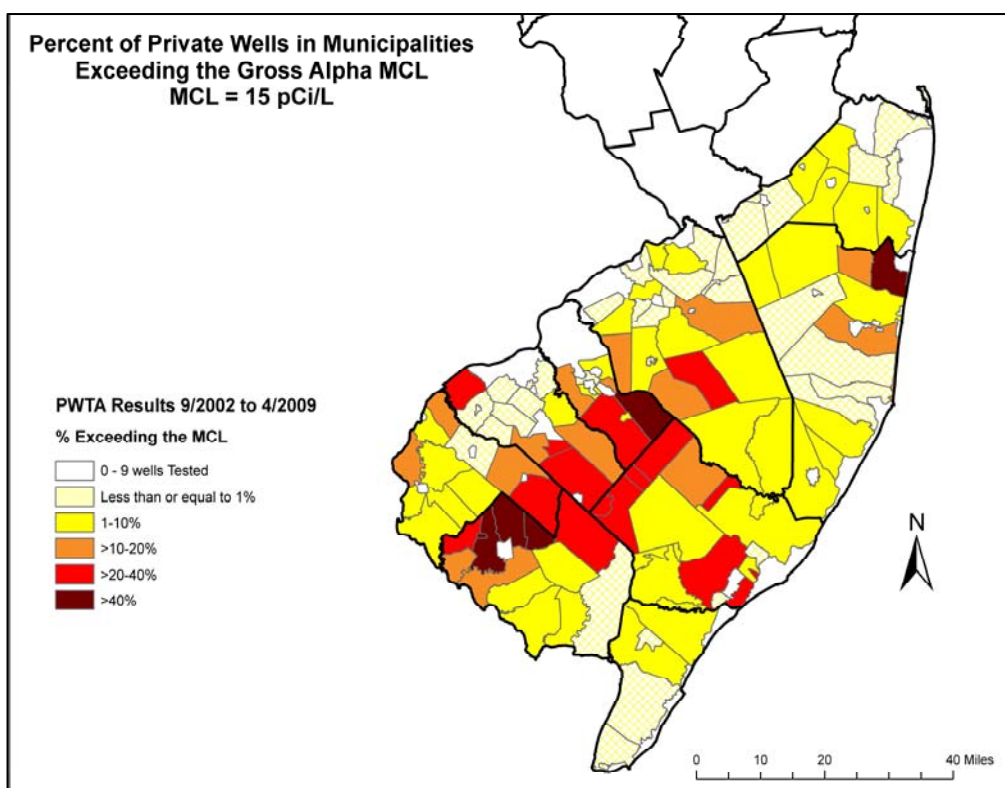 Percent of Private Wells in Municipalities
Exceeding the Gross Alpha MCL
MCL = 15 pCi/L
PWTA Results 9/2002 to 4/2009
% Exceeding the MCL
0 - 9 wells Tested
Less than or equal to 1%
1-10%
>10-20%
>20-40%
>40%
N
0 10 20 40 Miles